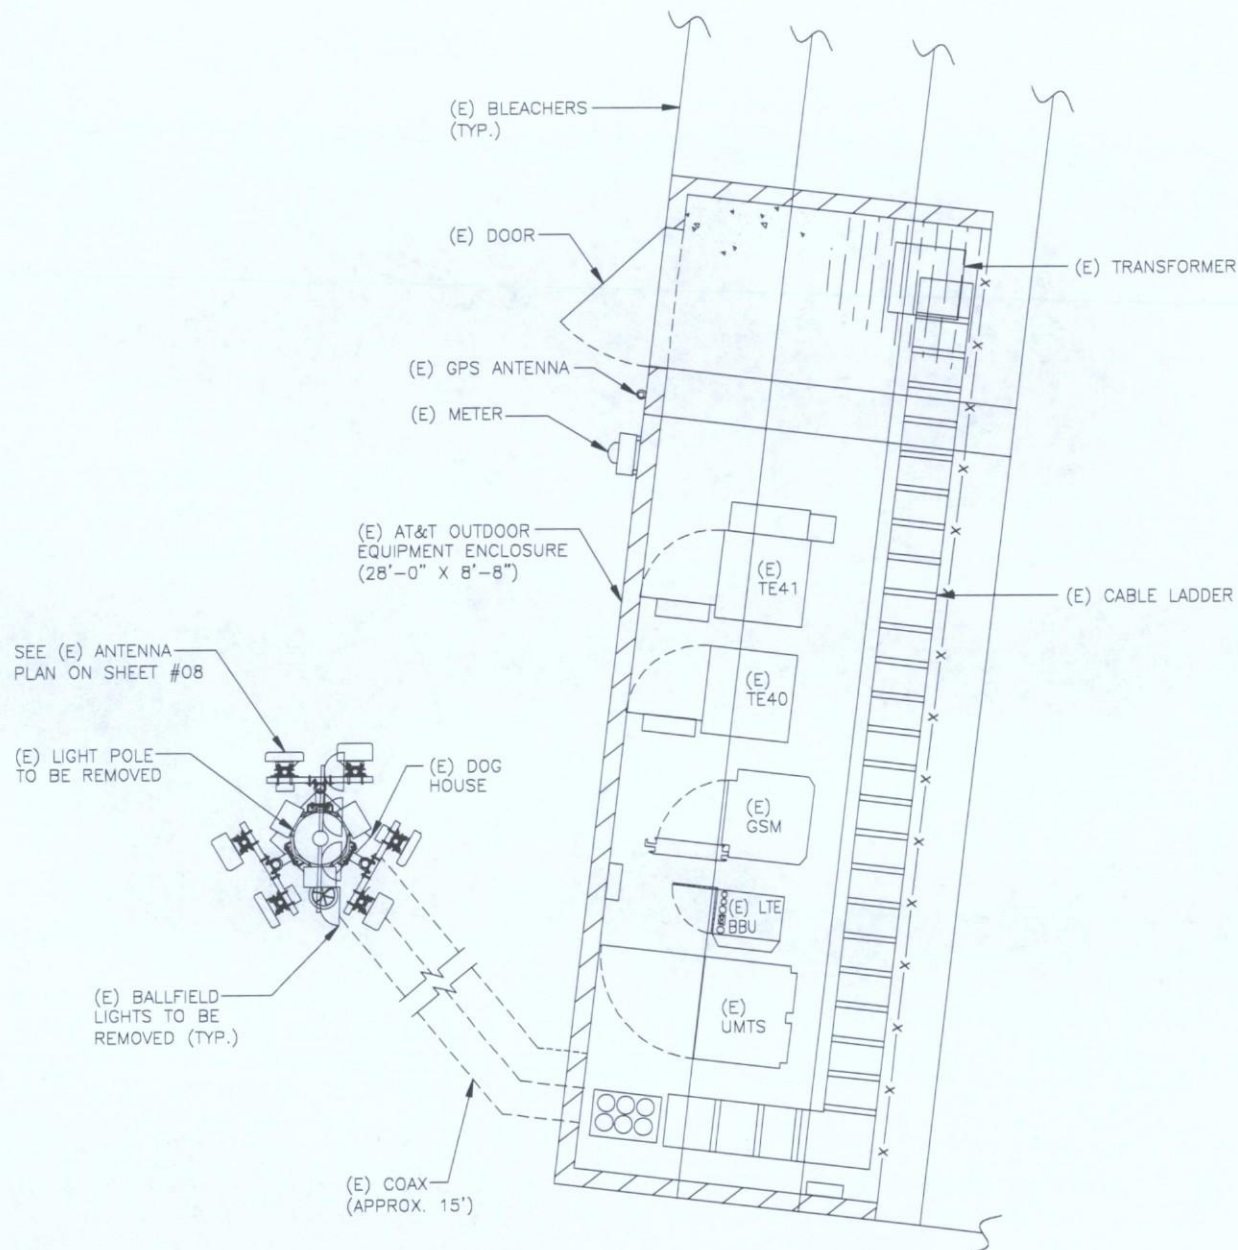 (E) BLEACHERS
(TYP.)
(E) DOOR
(E) TRANSFORMER
(E) GPS ANTENNA
(E) METER
(E) AT&T OUTDOOR
EQUIPMENT ENCLOSURE
(28'-0" X 8'-8")
(E)
TE41
(E) CABLE LADDER
SEE (E) ANTENNA
PLAN ON SHEET #08
(E)
TE40
(E) LIGHT POLE
TO BE REMOVED
(E) DOG
HOUSE
(E)
GSM
(E) LTE
BBU
(E) BALLFIELD
LIGHTS TO BE
REMOVED (TYP.)
(E)
UMTS
(E) COAX
(APPROX. 15')